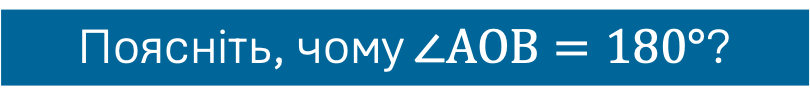 Поясніть, чому ∠AOB = 180°?